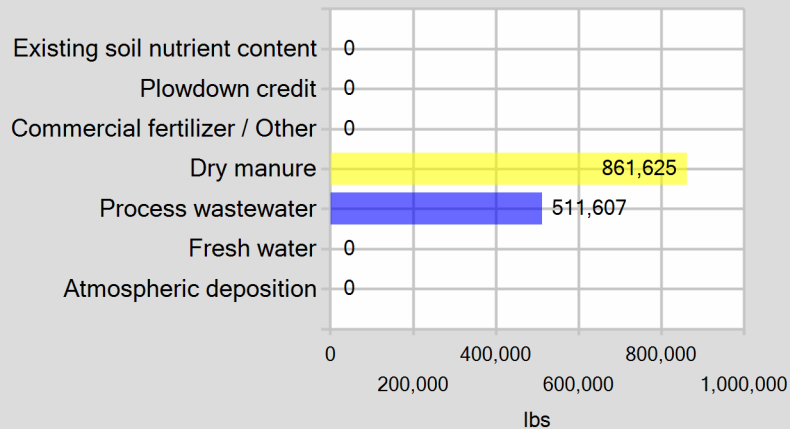 Existing soil nutrient content 0
Plowdown credit 0
Commercial fertilizer / Other 0
Dry manure 861,625
Process wastewater 511,607
Fresh water 0
Atmospheric deposition 0
0 400,000 800,000
200,000 600,000 1,000,000
lbs